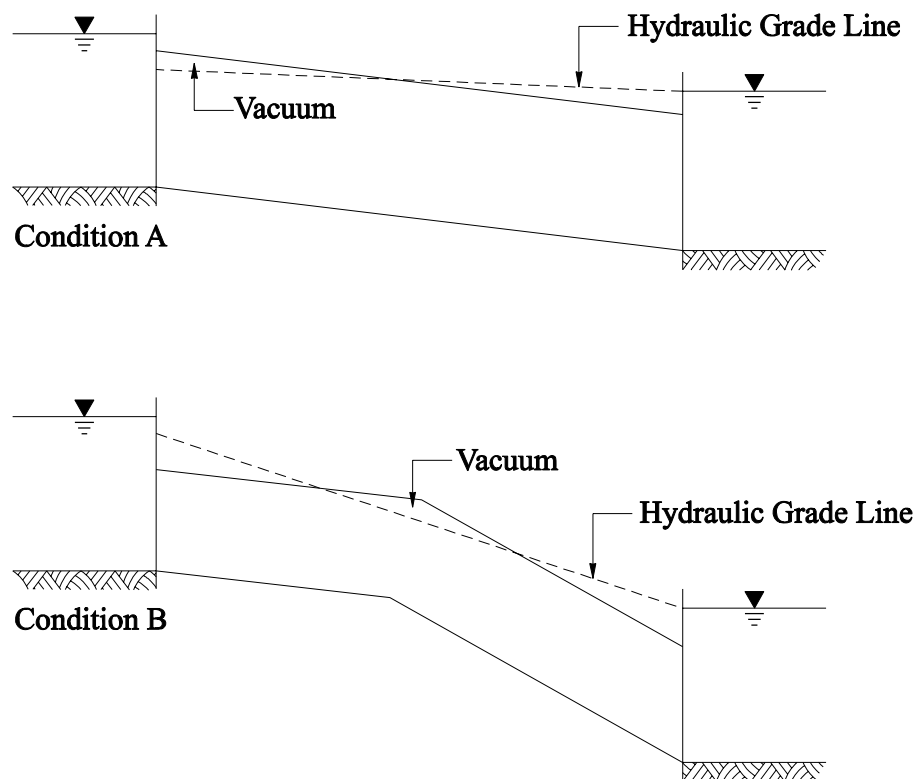 Hydraulic Grade Line
Vacuum
Condition A
Vacuum
Hydraulic Grade Line
Condition B